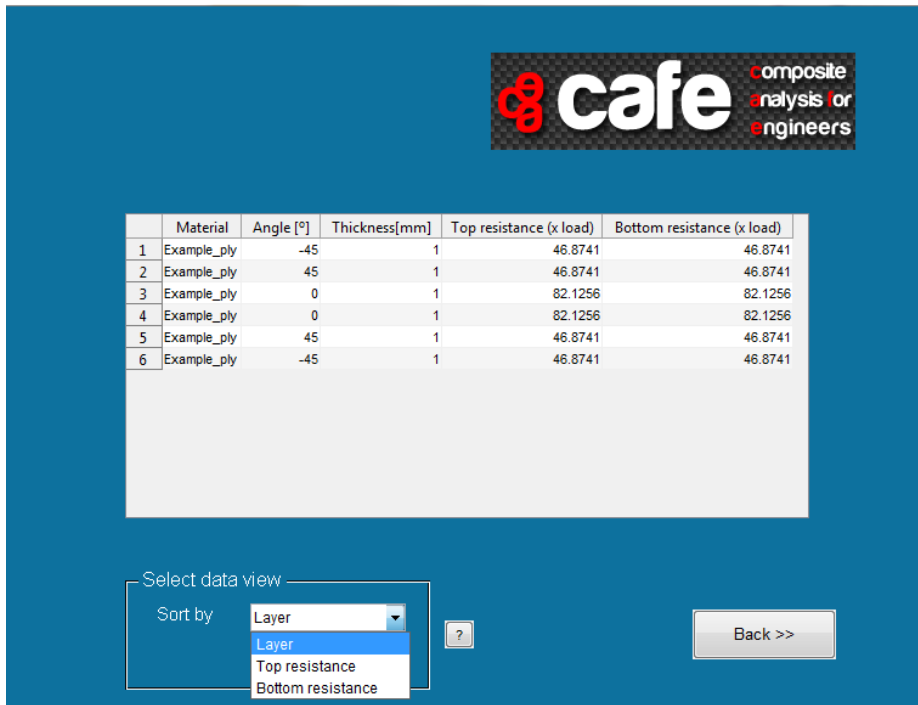 cafe
composite
analysis for
engineers
Material Angle [º] Thickness[mm] Top resistance (x load) Bottom resistance (x load)
1 Example_ply -45 1 46.8741 46.8741
2 Example_ply 45 1 46.8741 46.8741
3 Example_ply 0 1 82.1256 82.1256
4 Example_ply 0 1 82.1256 82.1256
5 Example_ply 45 1 46.8741 46.8741
6 Example_ply -45 1 46.8741 46.8741
Select data view
Sort by Layer
Layer
Top resistance
Bottom resistance
?
Back >>